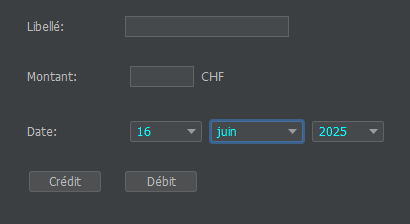 Libellé:
Montant: CHF
Date: 16 juin 2025
Crédit Débit